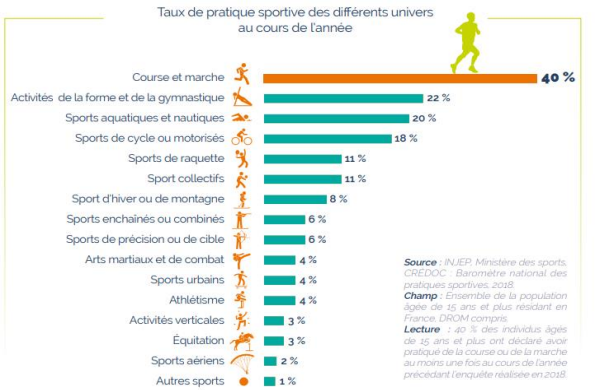 Taux de pratique sportive des différents univers
au cours de l'année
Course et marche 40 %
Activités de la forme et de la gymnastique 22 %
Sports aquatiques et nautiques 20 %
Sports de cycle ou motorisés 18 %
Sports de raquette 11 %
Sport collectifs 11 %
Sport d'hiver ou de montagne 8 %
Sports enchaînés ou combinés 6 %
Sports de précision ou de cible 6 %
Arts martiaux et de combat 4 %
Sports urbains 4 %
Athlétisme 4 %
Activités verticales 3 %
Équitation 3 %
Sports aériens 2 %
Autres sports 1 %
Source : INJEP, Ministère des sports,
CRÉDOC : Baromètre national des
pratiques sportives, 2018.
Champ : Ensemble de la population
âgée de 15 ans et plus résidant en
France, DROM compris.
Lecture : 40 % des individus âgés
de 15 ans et plus ont déclaré avoir
pratiqué de la course ou de la marche
au moins une fois au cours de l'année
précédant l'enquête réalisée en 2018.